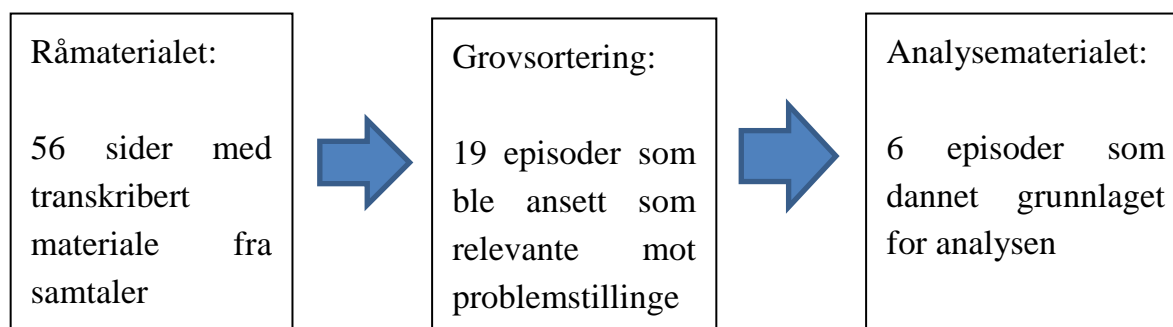 Råmaterialet:
56 sider med
transkribert
materiale fra
samtaler
Grovsortering:
19 episoder som
ble ansett som
relevante mot
problemstillinge
Analysematerialet:
6 episoder som
dannet grunnlaget
for analysen